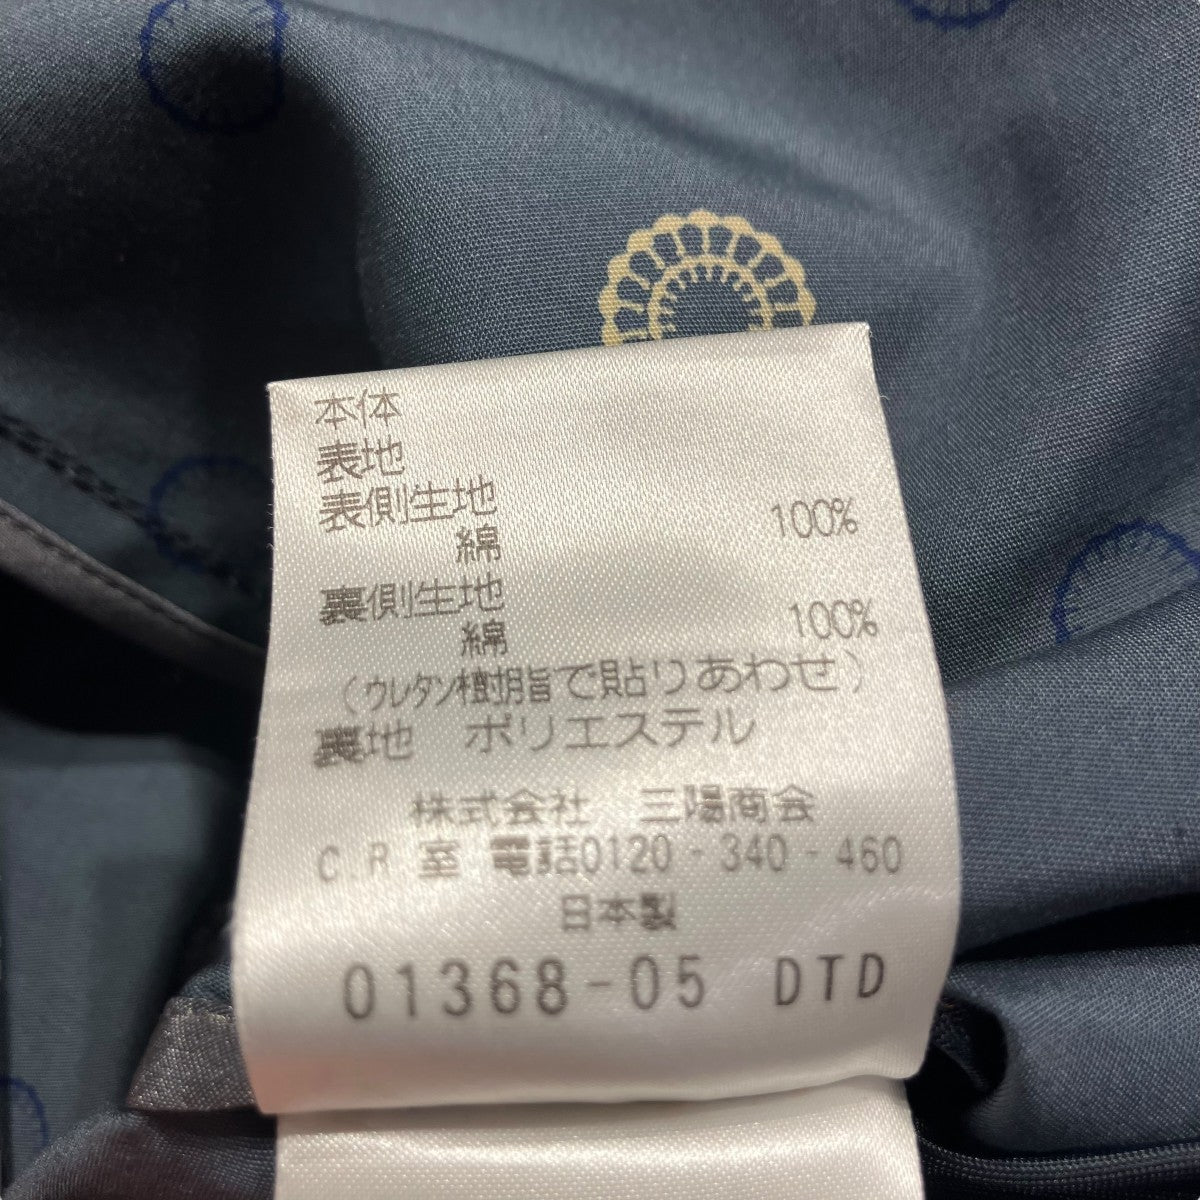 本体
表地
表側生地
綿 100%
裏側生地
綿 100%
(ウレタン樹脂で貼りあわせ)
裏地 ポリエステル
株式会社 三陽商会
C.R 室 電話0120-340-460
日本製
01368-05 DTD